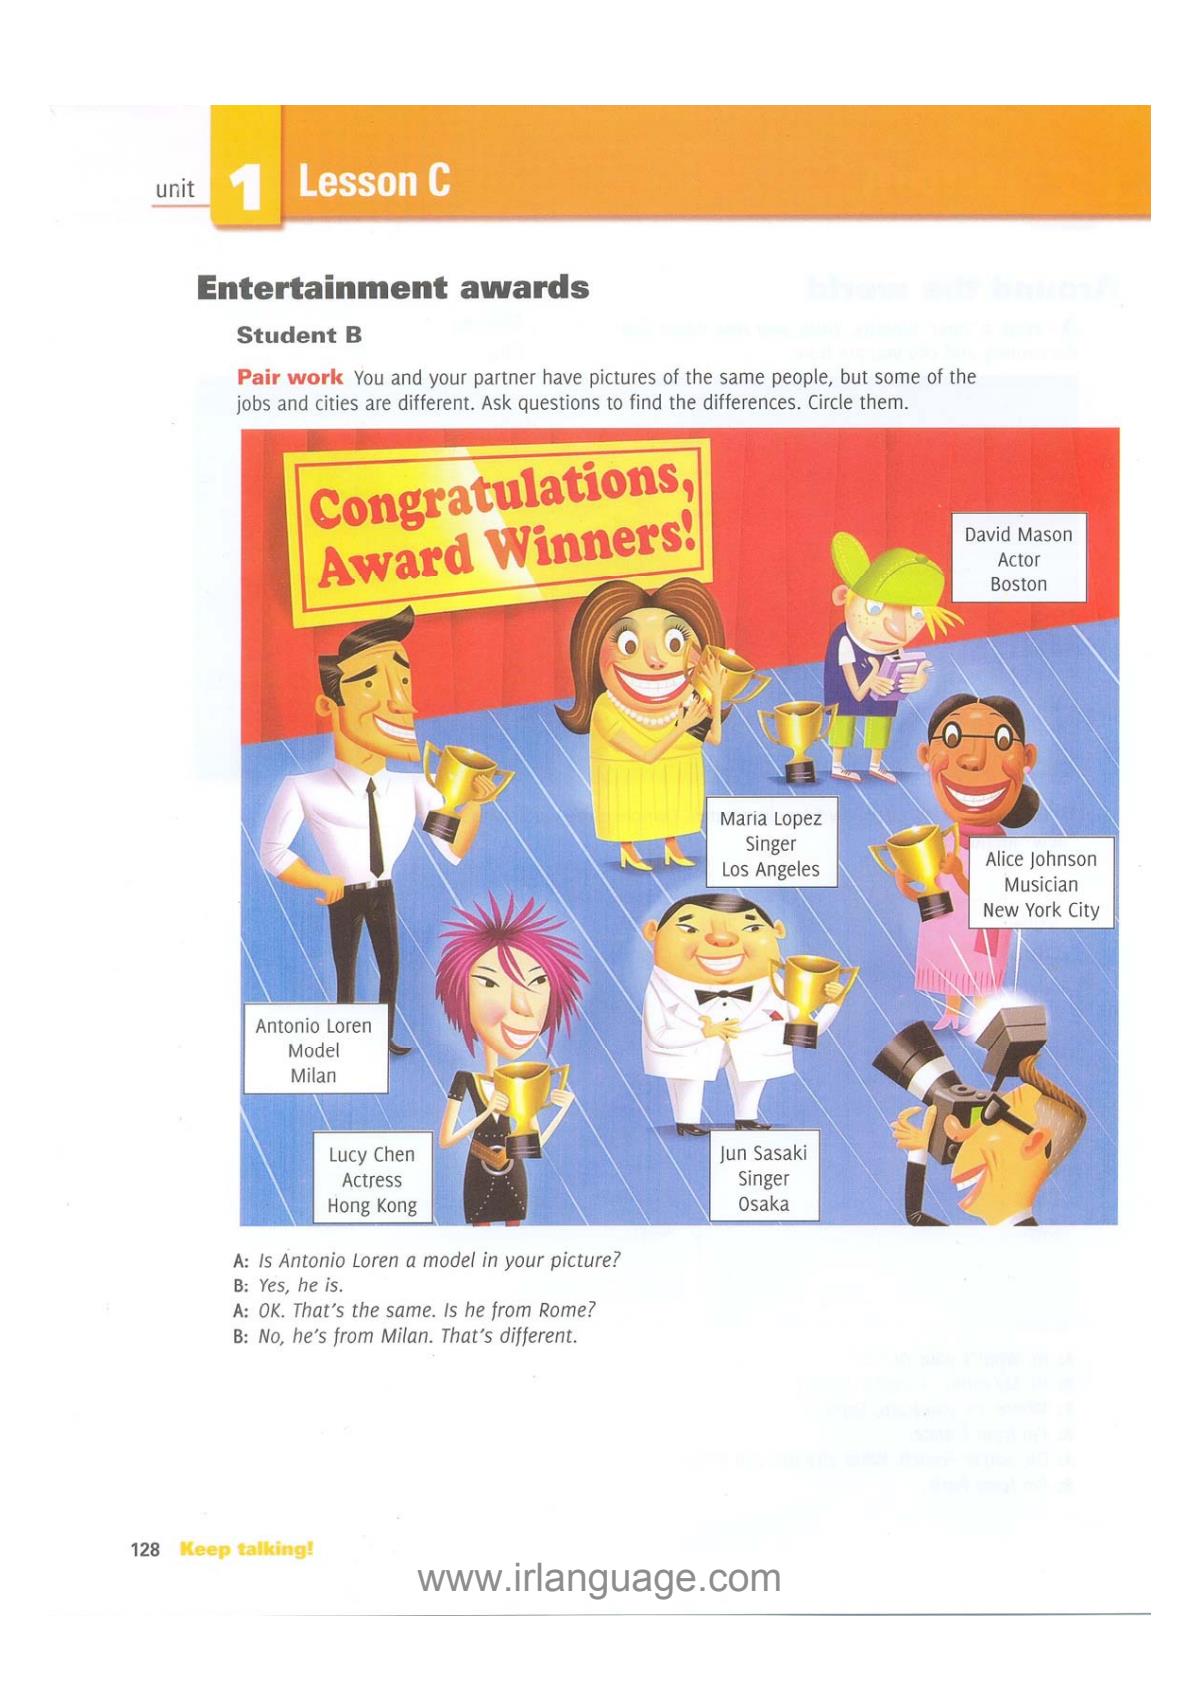 unit 1 Lesson C
Entertainment awards
Student B
Pair work You and your partner have pictures of the same people, but some of the
jobs and cities are different. Ask questions to find the differences. Circle them.
Congratulations,
Award Winners!
David Mason
Actor
Boston
Maria Lopez
Singer
Los Angeles
Alice Johnson
Musician
New York City
Antonio Loren
Model
Milan
Lucy Chen
Actress
Hong Kong
Jun Sasaki
Singer
Osaka
A: Is Antonio Loren a model in your picture?
B: Yes, he is.
A: OK. That's the same. Is he from Rome?
B: No, he's from Milan. That's different.
128 Keep talking!
www.irlanguage.com